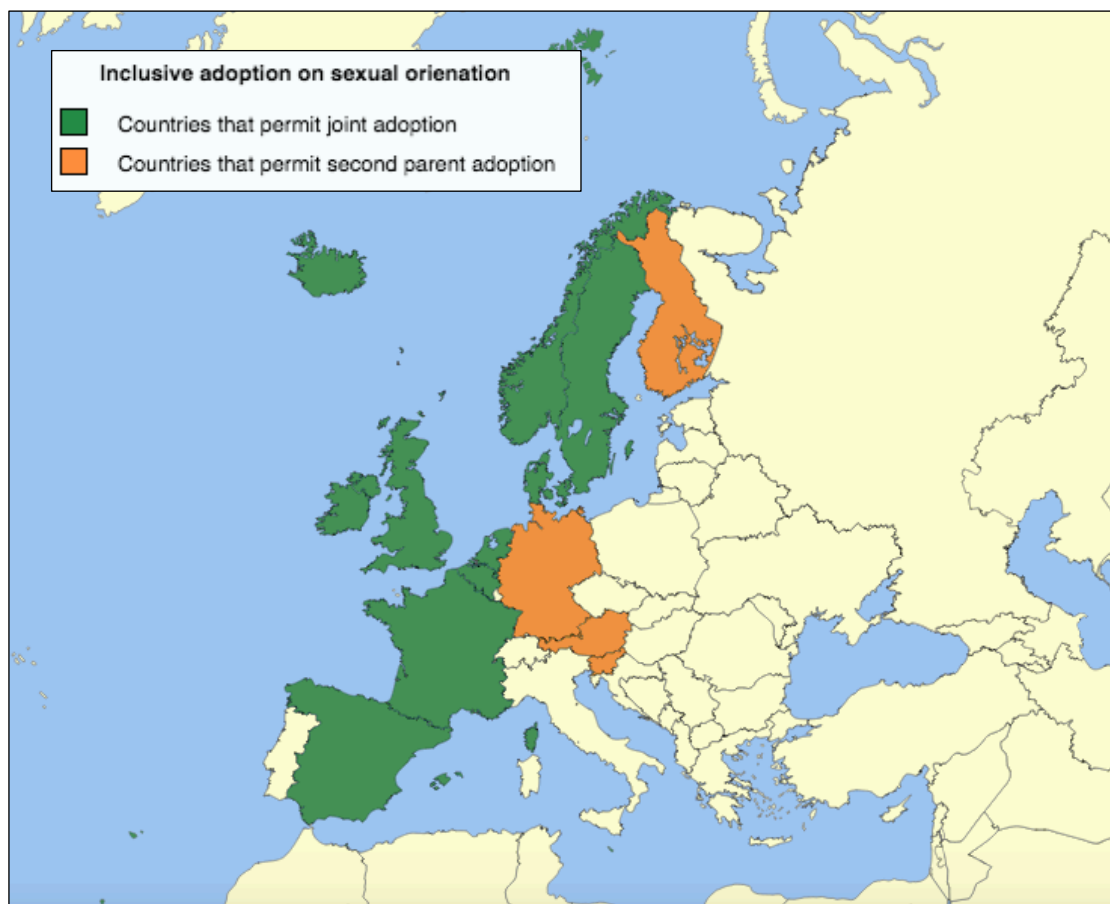 Inclusive adoption on sexual orienation
Countries that permit joint adoption
Countries that permit second parent adoption